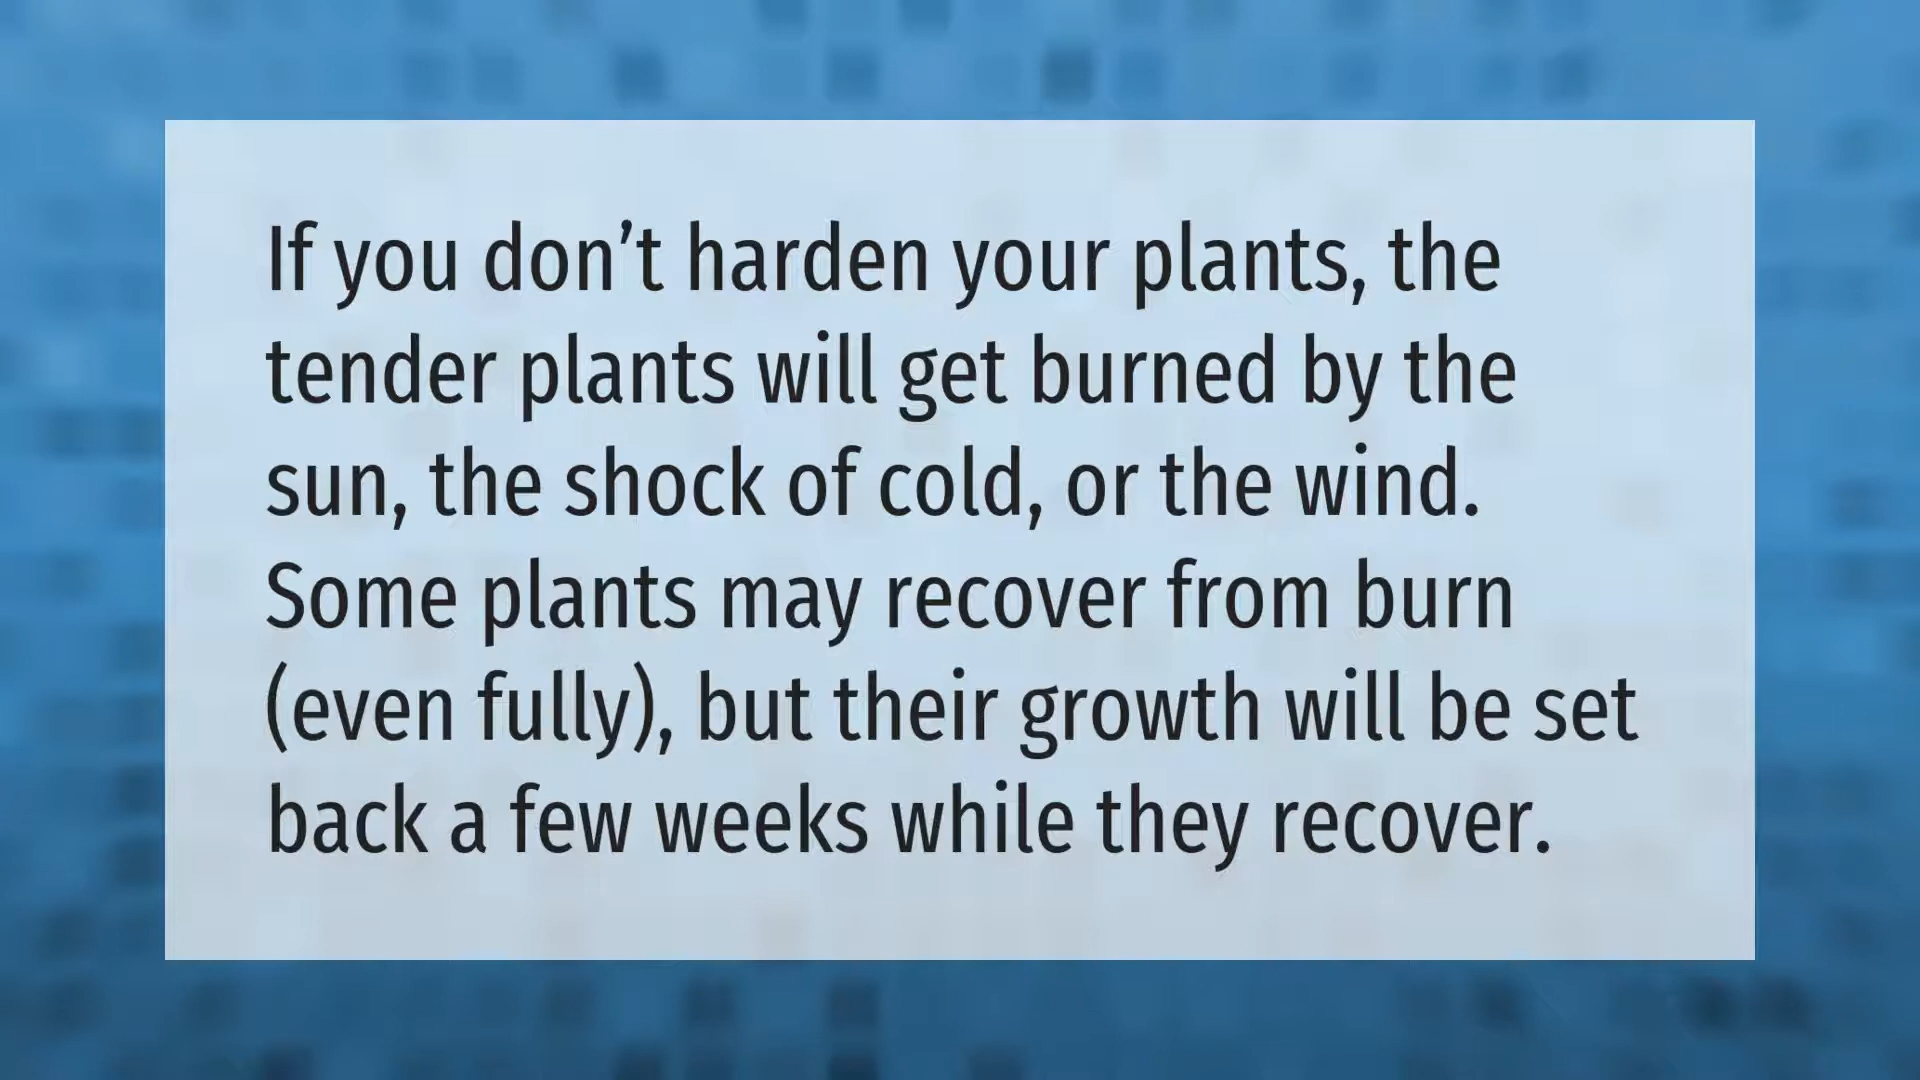 If you don’t harden your plants, the
tender plants will get burned by the
sun, the shock of cold, or the wind.
Some plants may recover from burn
(even fully), but their growth will be set
back a few weeks while they recover.